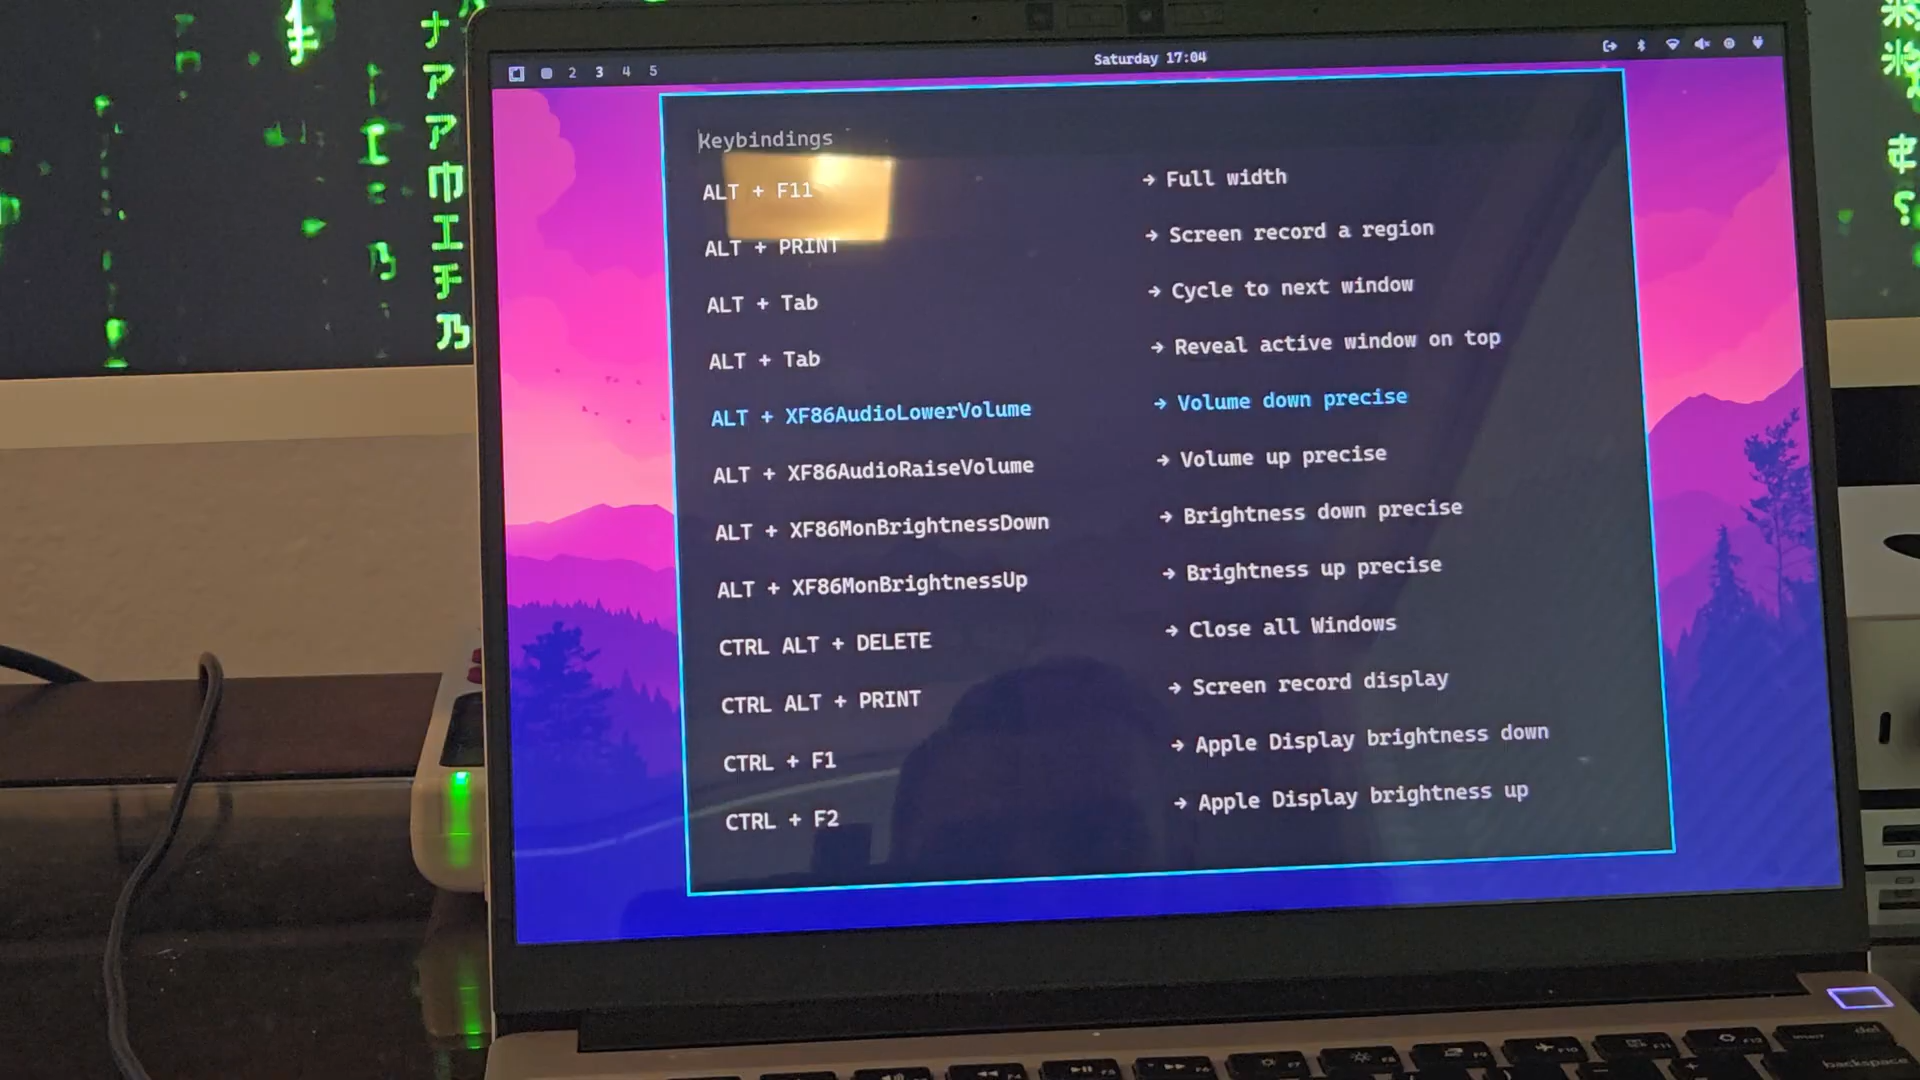 2 3 4 5
Saturday 17:04
Keybindings
ALT + F11 → Full width
ALT + PRINT → Screen record a region
ALT + Tab → Cycle to next window
ALT + Tab → Reveal active window on top
ALT + XF86AudioLowerVolume → Volume down precise
ALT + XF86AudioRaiseVolume → Volume up precise
ALT + XF86MonBrightnessDown → Brightness down precise
ALT + XF86MonBrightnessUp → Brightness up precise
CTRL ALT + DELETE → Close all Windows
CTRL ALT + PRINT → Screen record display
CTRL + F1 → Apple Display brightness down
CTRL + F2 → Apple Display brightness up
backspace